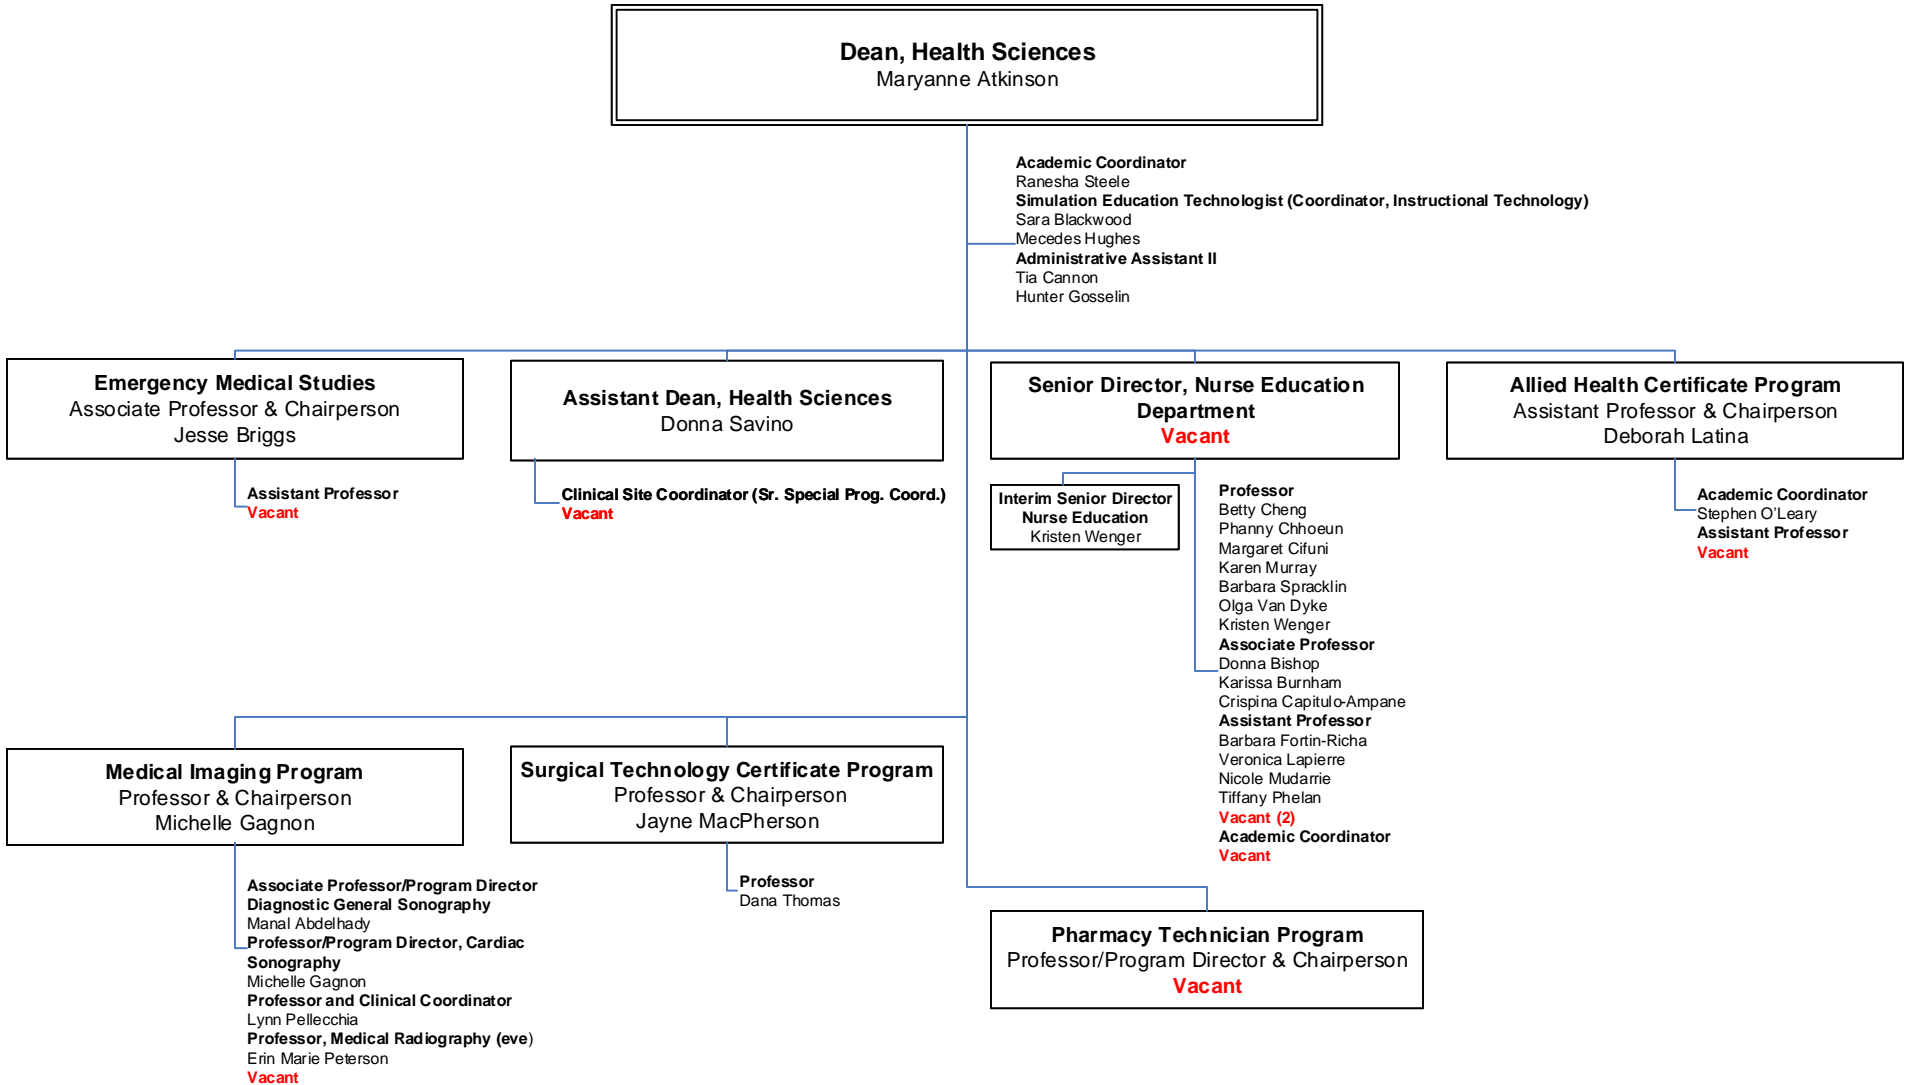 Dean, Health Sciences
Maryanne Atkinson
Academic Coordinator
Ranesha Steele
Simulation Education Technologist (Coordinator, Instructional Technology)
Sara Blackwood
Mecedes Hughes
Administrative Assistant II
Tia Cannon
Hunter Gosselin
Emergency Medical Studies
Associate Professor & Chairperson
Jesse Briggs
Assistant Professor
Vacant
Assistant Dean, Health Sciences
Donna Savino
Clinical Site Coordinator (Sr. Special Prog. Coord.)
Vacant
Senior Director, Nurse Education
Department
Vacant
Interim Senior Director
Nurse Education
Kristen Wenger
Professor
Betty Cheng
Phanny Chhoeun
Margaret Cifuni
Karen Murray
Barbara Spracklin
Olga Van Dyke
Kristen Wenger
Associate Professor
Donna Bishop
Karissa Burnham
Crispina Capitulo-Ampane
Assistant Professor
Barbara Fortin-Richa
Veronica Lapierre
Nicole Mudarrie
Tiffany Phelan
Vacant (2)
Academic Coordinator
Vacant
Allied Health Certificate Program
Assistant Professor & Chairperson
Deborah Latina
Academic Coordinator
Stephen O’Leary
Assistant Professor
Vacant
Medical Imaging Program
Professor & Chairperson
Michelle Gagnon
Associate Professor/Program Director
Diagnostic General Sonography
Manal Abdelhady
Professor/Program Director, Cardiac
Sonography
Michelle Gagnon
Professor and Clinical Coordinator
Lynn Pellecchia
Professor, Medical Radiography (eve)
Erin Marie Peterson
Vacant
Surgical Technology Certificate Program
Professor & Chairperson
Jayne MacPherson
Professor
Dana Thomas
Pharmacy Technician Program
Professor/Program Director & Chairperson
Vacant